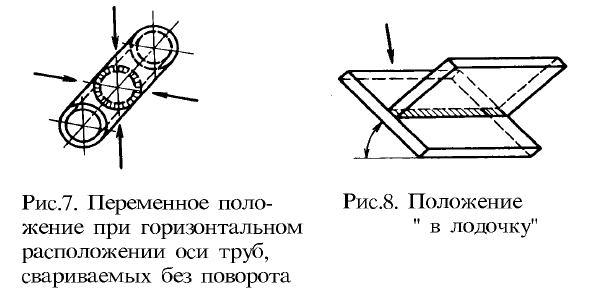 Рис.7. Переменное поло-
жение при горизонтальном
расположении оси труб,
свариваемых без поворота
Рис.8. Положение
" в лодочку"